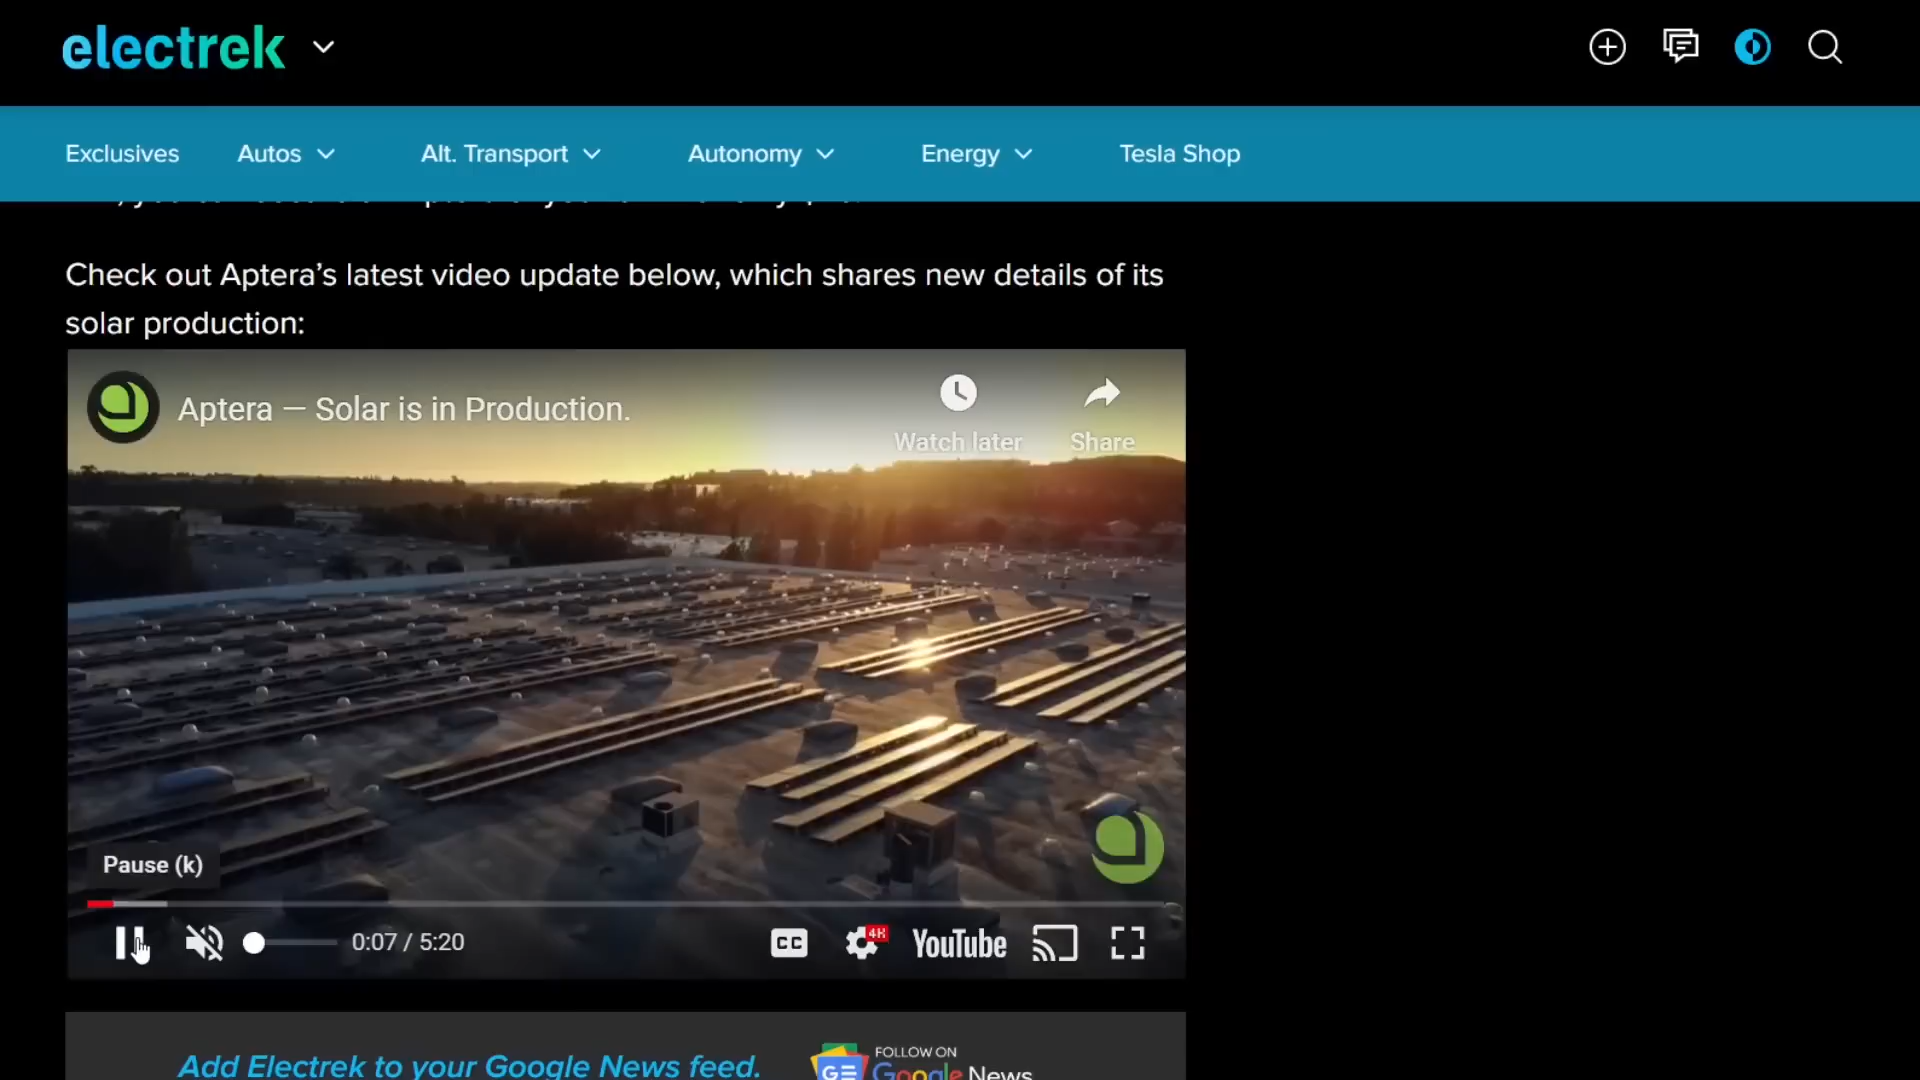 electrek
Exclusives
Autos
Alt. Transport
Autonomy
Energy
Tesla Shop
Check out Aptera’s latest video update below, which shares new details of its
solar production:
Aptera — Solar is in Production.
Watch later
Share
Pause (k)
0:07 / 5:20
CC
4K
YouTube
Add Electrek to your Google News feed.
GE
FOLLOW ON
Google News